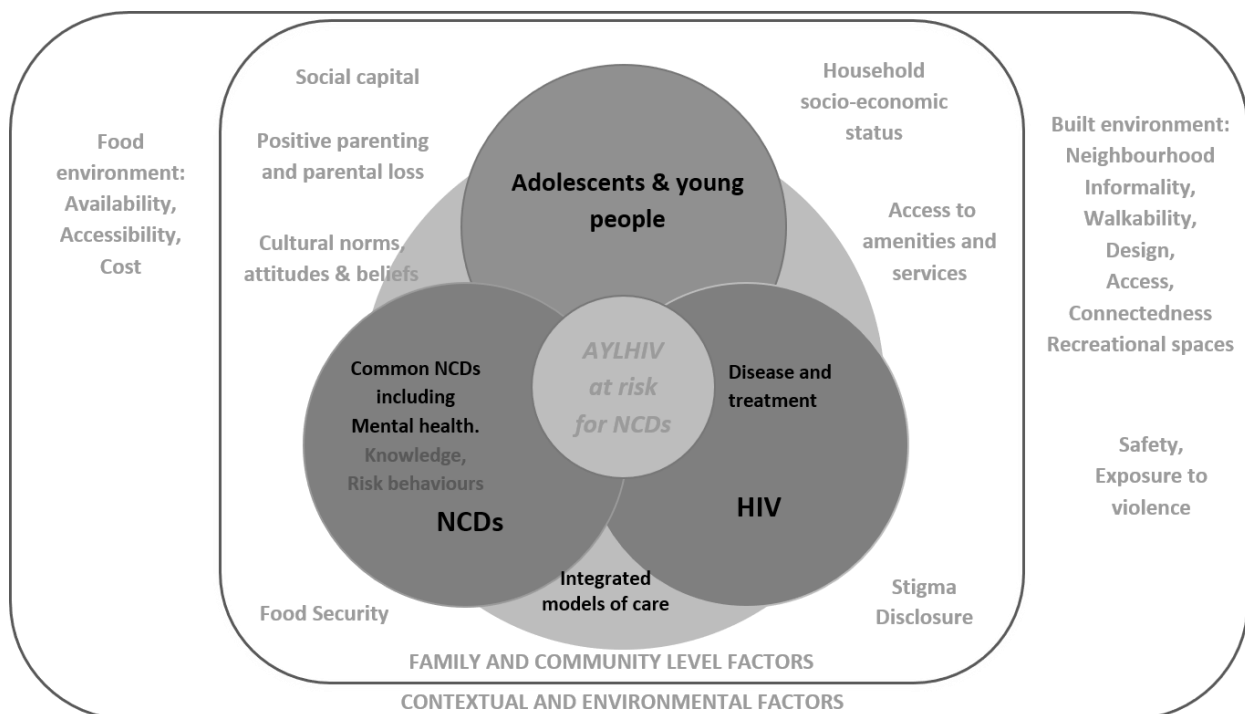 Social capital
Household
socio-economic
status
Food
environment:
Availability,
Accessibility,
Cost
Positive parenting
and parental loss
Cultural norms,
attitudes & beliefs
Adolescents & young
people
Access to
amenities and
services
Built environment:
Neighbourhood
Informality,
Walkability,
Design,
Access,
Connectedness
Recreational spaces
Common NCDs
including
Mental health.
Knowledge,
Risk behaviours
NCDs
AYLHIV
at risk
for NCDs
Disease and
treatment
HIV
Safety,
Exposure to
violence
Integrated
models of care
Food Security
Stigma
Disclosure
FAMILY AND COMMUNITY LEVEL FACTORS
CONTEXTUAL AND ENVIRONMENTAL FACTORS